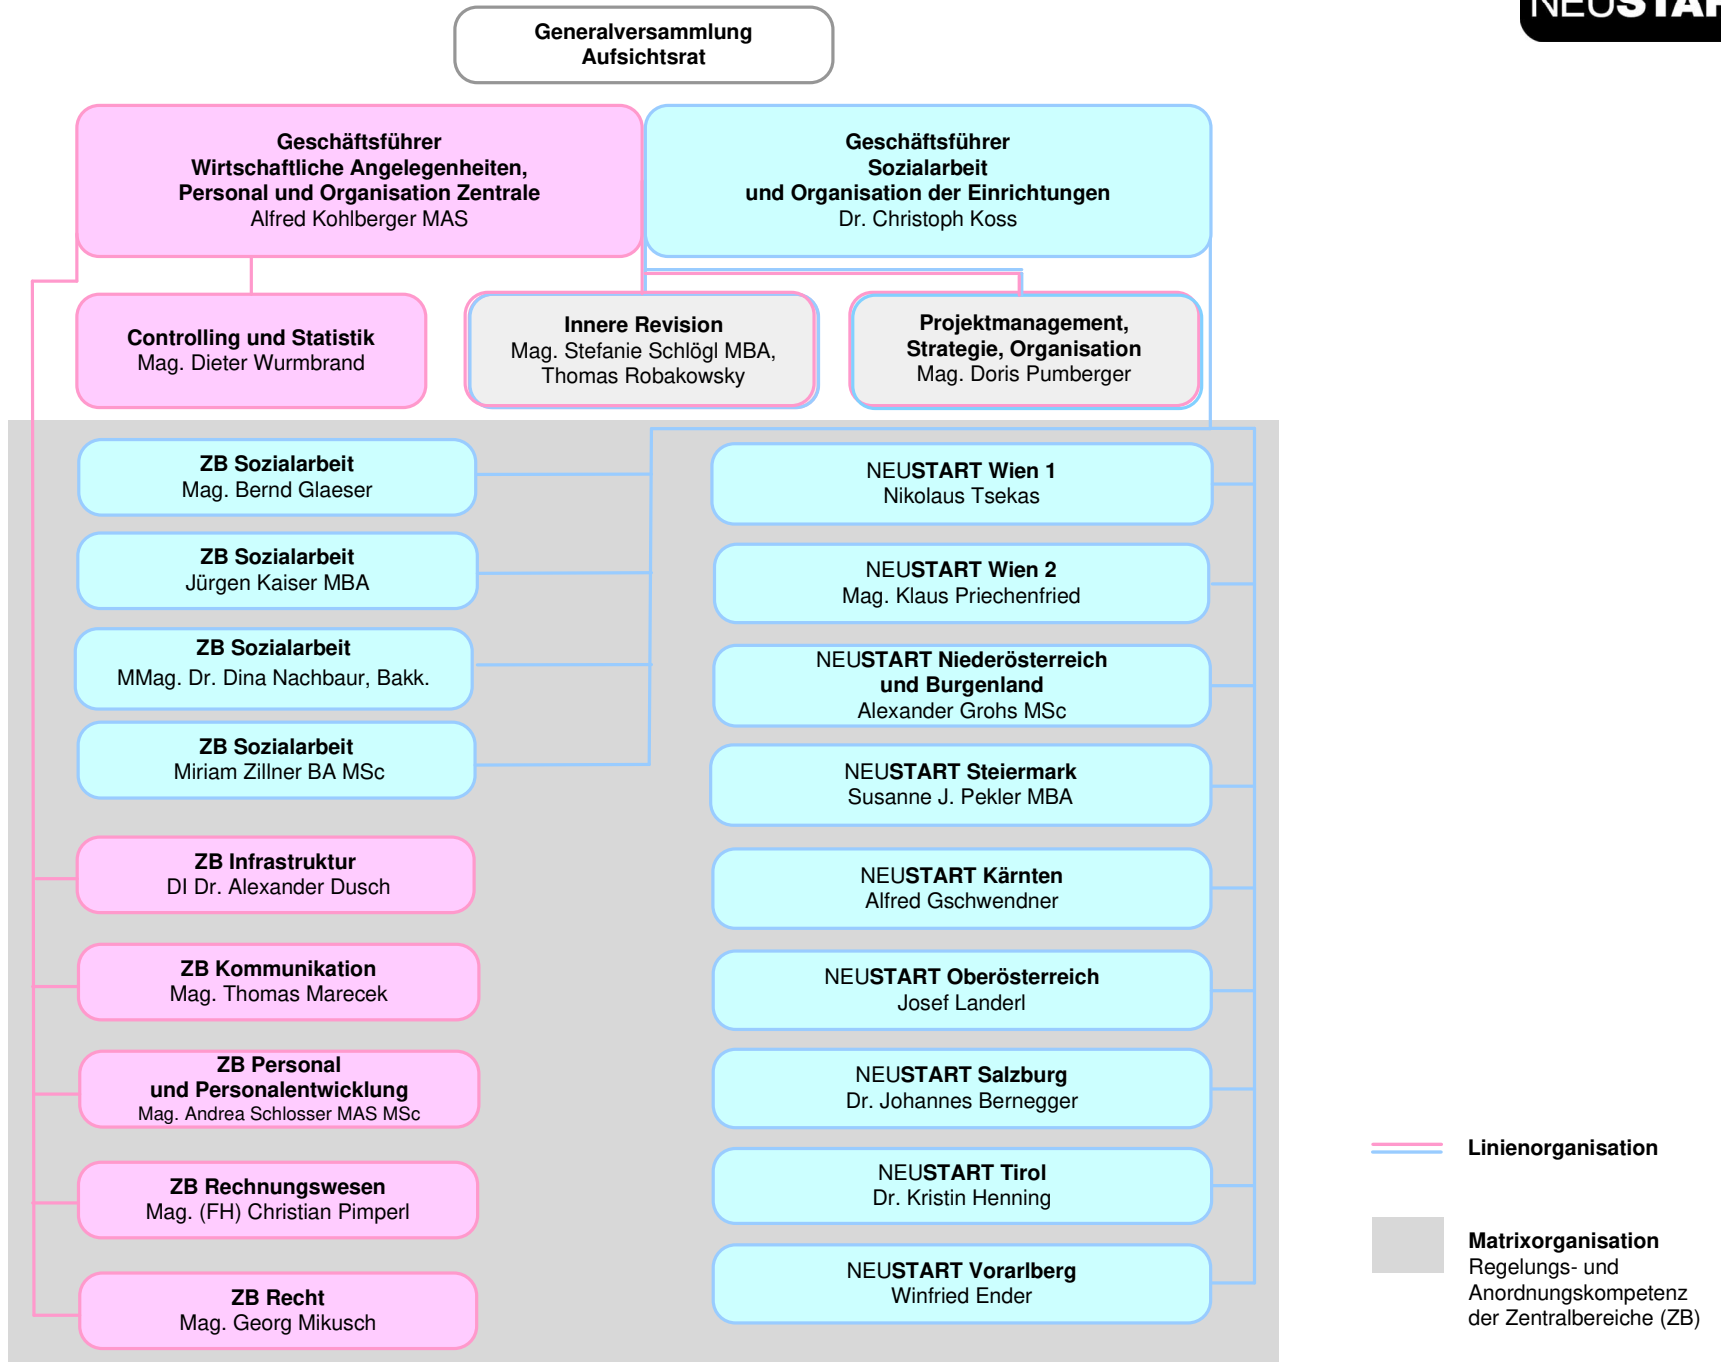 Generalversammlung
Aufsichtsrat
Geschäftsführer
Wirtschaftliche Angelegenheiten,
Personal und Organisation Zentrale
Alfred Kohlberger MAS
Geschäftsführer
Sozialarbeit
und Organisation der Einrichtungen
Dr. Christoph Koss
Controlling und Statistik
Mag. Dieter Wurmbrand
Innere Revision
Mag. Stefanie Schlögl MBA,
Thomas Robakowsky
Projektmanagement,
Strategie, Organisation
Mag. Doris Pumberger
ZB Sozialarbeit
Mag. Bernd Glaeser
ZB Sozialarbeit
Jürgen Kaiser MBA
ZB Sozialarbeit
MMag. Dr. Dina Nachbaur, Bakk.
ZB Sozialarbeit
Miriam Zillner BA MSc
ZB Infrastruktur
DI Dr. Alexander Dusch
ZB Kommunikation
Mag. Thomas Marecek
ZB Personal
und Personalentwicklung
Mag. Andrea Schlosser MAS MSc
ZB Rechnungswesen
Mag. (FH) Christian Pimperl
ZB Recht
Mag. Georg Mikusch
NEUSTART Wien 1
Nikolaus Tsekas
NEUSTART Wien 2
Mag. Klaus Priechenfried
NEUSTART Niederösterreich
und Burgenland
Alexander Grohs MSc
NEUSTART Steiermark
Susanne J. Pekler MBA
NEUSTART Kärnten
Alfred Gschwendner
NEUSTART Oberösterreich
Josef Landerl
NEUSTART Salzburg
Dr. Johannes Bernegger
NEUSTART Tirol
Dr. Kristin Henning
NEUSTART Vorarlberg
Winfried Ender
Linienorganisation
Matrixorganisation
Regelungs- und
Anordnungskompetenz
der Zentralbereiche (ZB)